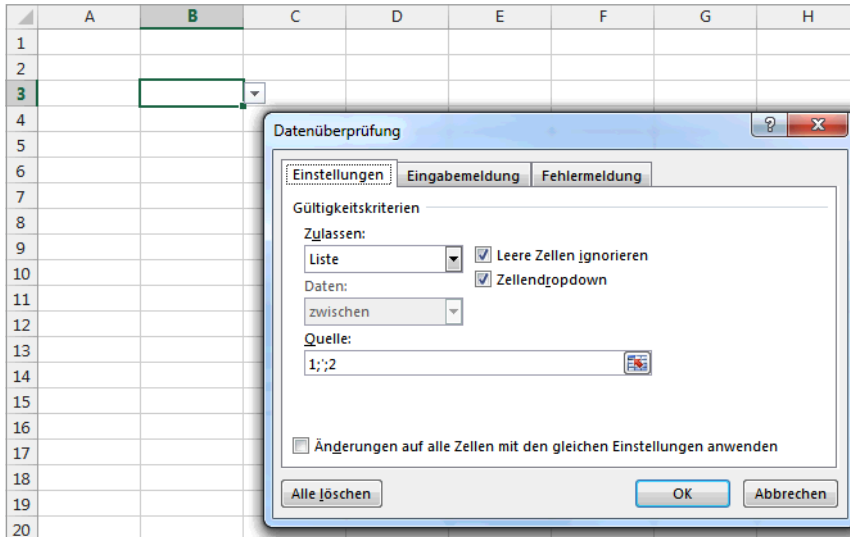 A B C D E F G H
1
2
3
4
5
6
7
8
9
10
11
12
13
14
15
16
17
18
19
20
Datenüberprüfung
? X
Einstellungen Eingabemeldung Fehlermeldung
Gültigkeitskriterien
Zulassen:
Liste
Leere Zellen ignorieren
Daten:
Zellendropdown
zwischen
Quelle:
1;';2
Änderungen auf alle Zellen mit den gleichen Einstellungen anwenden
Alle löschen OK Abbrechen